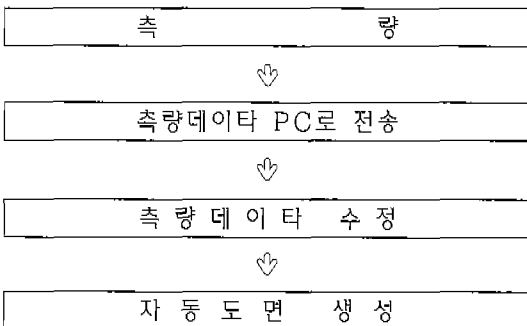 측 량
측량데이타 PC로 전송
측 량 데 이 타 수 정
자 동 도 면 생 성